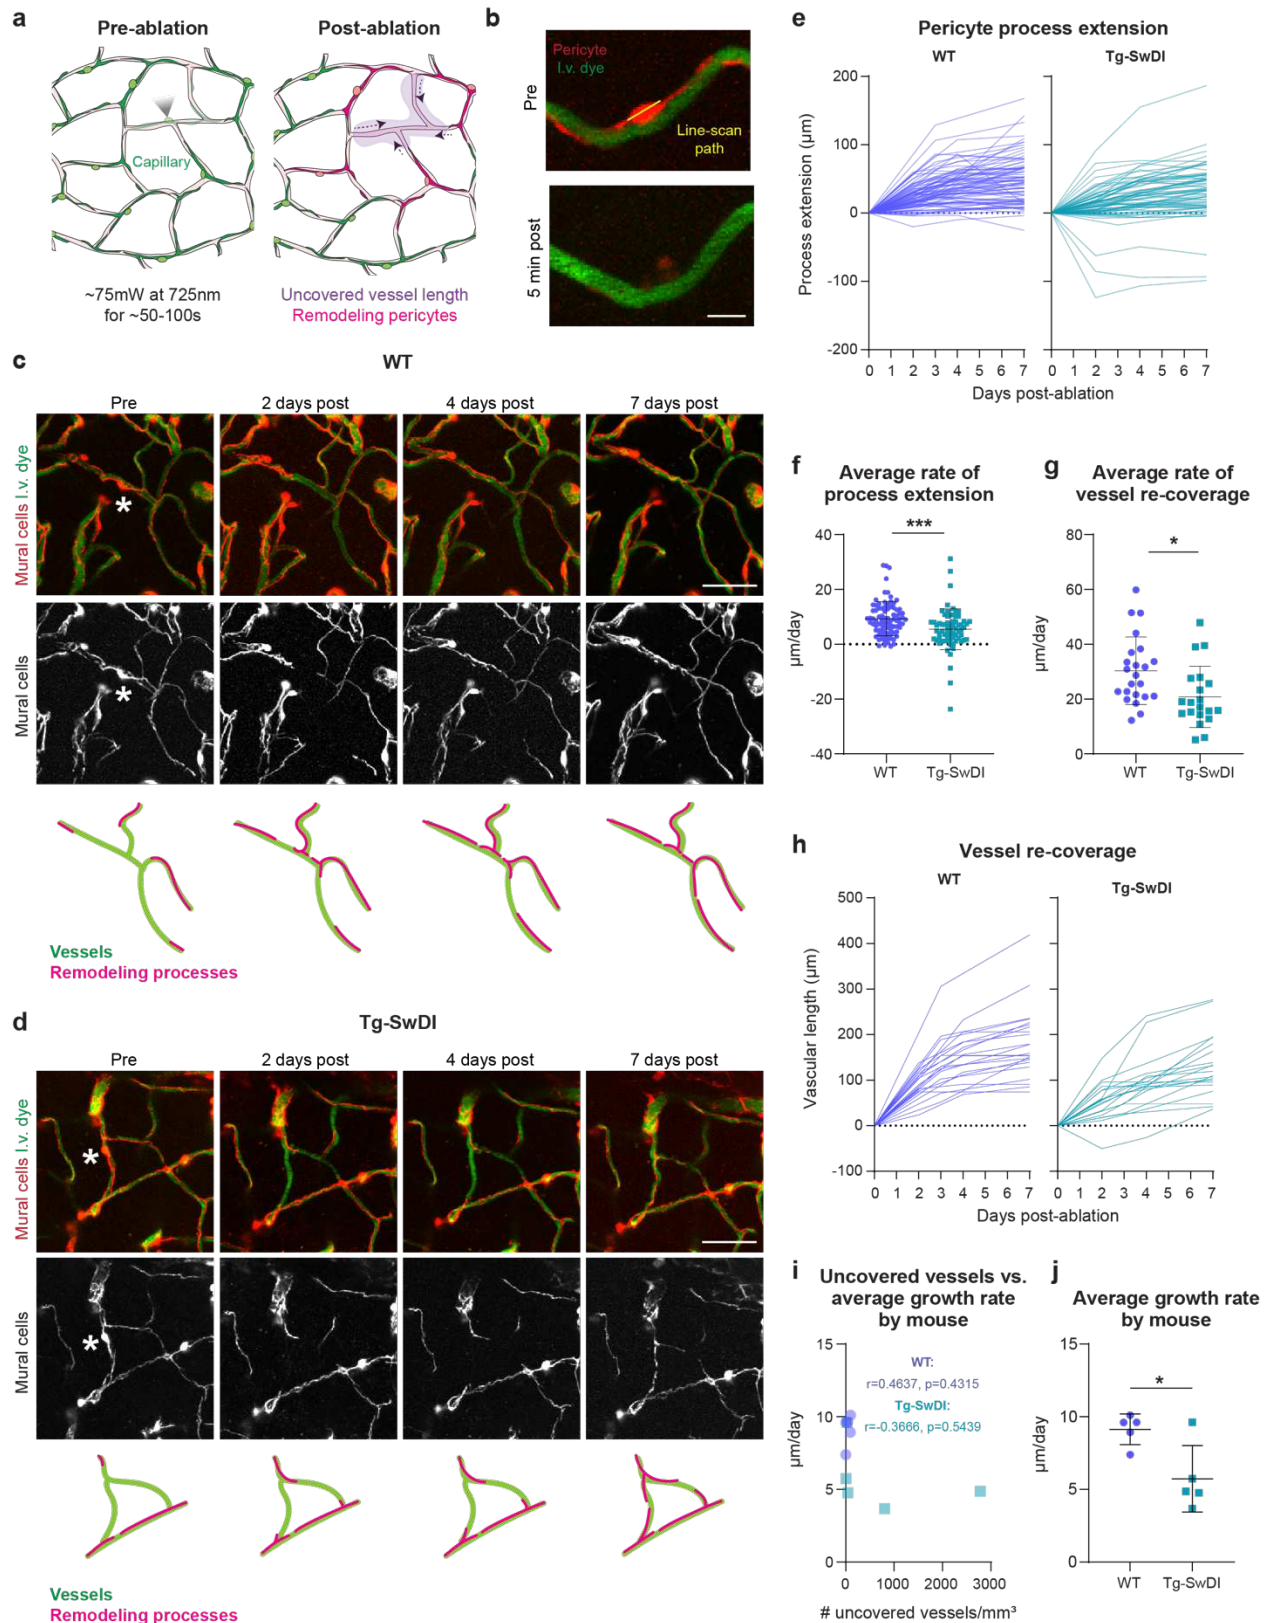 a
Pre-ablation
Post-ablation
Capillary
~75mW at 725nm
for ~50-100s
Uncovered vessel length
Remodeling pericytes
b
Pre
Pericyte
I.v. dye
Line-scan
path
5 min post
c
WT
Pre
2 days post
4 days post
7 days post
Mural cells I.v. dye
*
Mural cells
*
Vessels
Remodeling processes
d
Tg-SwDI
Pre
2 days post
4 days post
7 days post
Mural cells I.v. dye
*
Mural cells
*
Vessels
Remodeling processes
e
Pericyte process extension
WT
Tg-SwDI
Process extension (µm)
200
100
0
-100
-200
0 1 2 3 4 5 6 7
0 1 2 3 4 5 6 7
Days post-ablation
f
Average rate of
process extension
***
µm/day
40
20
0
-20
-40
WT
Tg-SwDI
g
Average rate of
vessel re-coverage
*
µm/day
80
60
40
20
0
WT
Tg-SwDI
h
Vessel re-coverage
WT
Tg-SwDI
Vascular length (µm)
500
400
300
200
100
0
-100
0 1 2 3 4 5 6 7
0 1 2 3 4 5 6 7
Days post-ablation
i
Uncovered vessels vs.
average growth rate
by mouse
µm/day
15
10
5
0
WT:
r=0.4637, p=0.4315
Tg-SwDI:
r=-0.3666, p=0.5439
0 1000 2000 3000
# uncovered vessels/mm³
j
Average growth rate
by mouse
*
µm/day
15
10
5
0
WT
Tg-SwDI